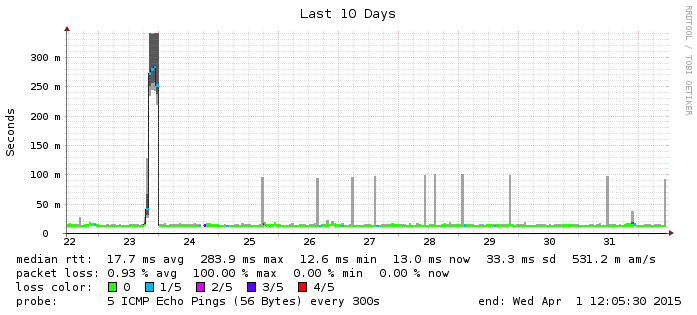 Last 10 Days
RRDTOOL / TOBI OETIKER
Seconds
300 m
250 m
200 m
150 m
100 m
50 m
0
22 23 24 25 26 27 28 29 30 31
median rtt: 17.7 ms avg 283.9 ms max 12.6 ms min 13.0 ms now 33.3 ms sd 531.2 m am/s
packet loss: 0.93 % avg 100.00 % max 0.00 % min 0.00 % now
loss color: 0 1/5 2/5 3/5 4/5
probe: 5 ICMP Echo Pings (56 Bytes) every 300s end: Wed Apr 1 12:05:30 2015